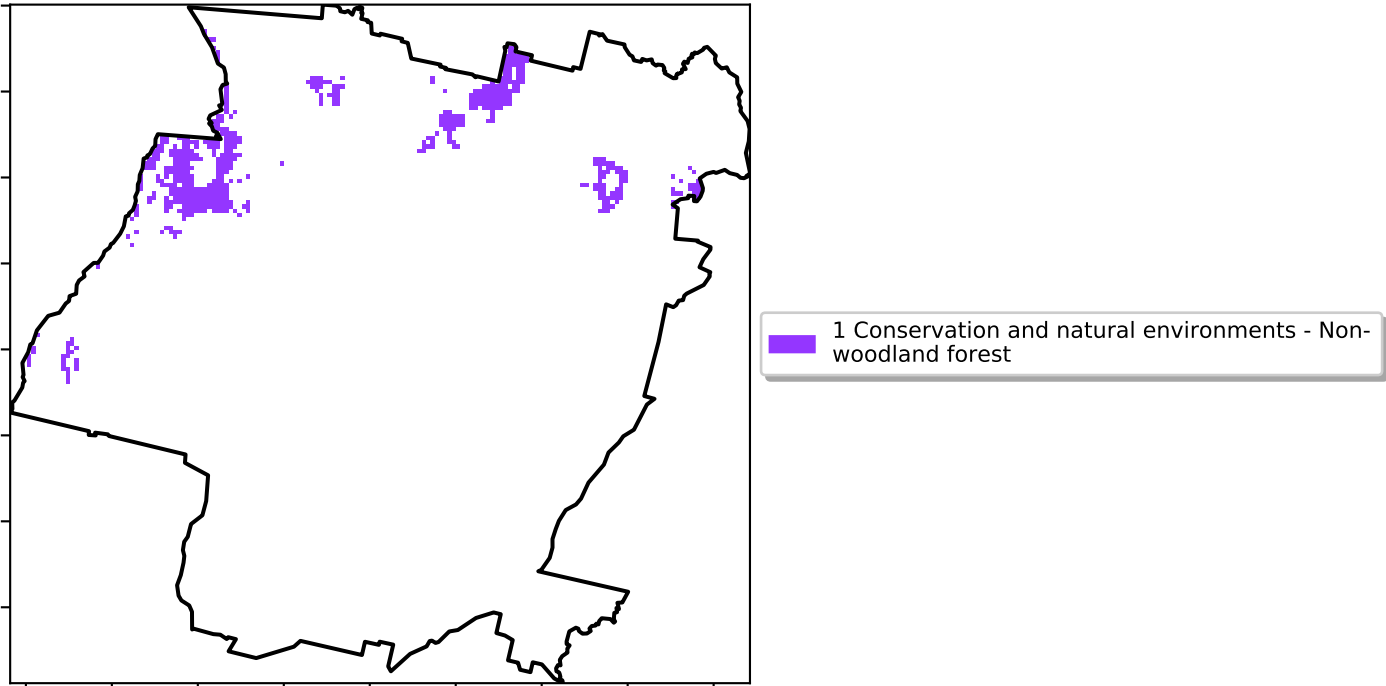 1 Conservation and natural environments - Non-
woodland forest